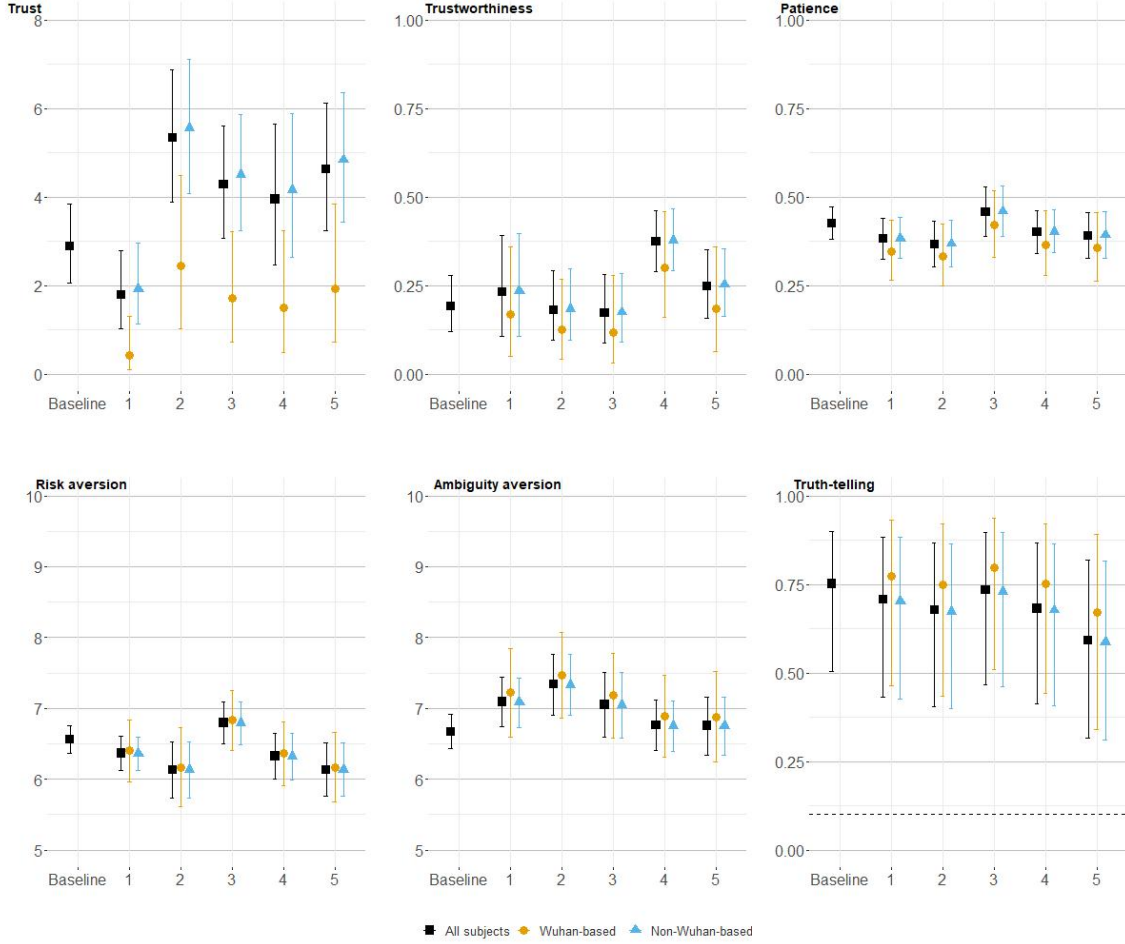 Trust
8
6
4
2
0
Baseline 1 2 3 4 5
Trustworthiness
1.00
0.75
0.50
0.25
0.00
Baseline 1 2 3 4 5
Patience
1.00
0.75
0.50
0.25
0.00
Baseline 1 2 3 4 5
Risk aversion
10
9
8
7
6
5
Baseline 1 2 3 4 5
Ambiguity aversion
10
9
8
7
6
5
Baseline 1 2 3 4 5
Truth-telling
1.00
0.75
0.50
0.25
0.00
Baseline 1 2 3 4 5
All subjects Wuhan-based Non-Wuhan-based